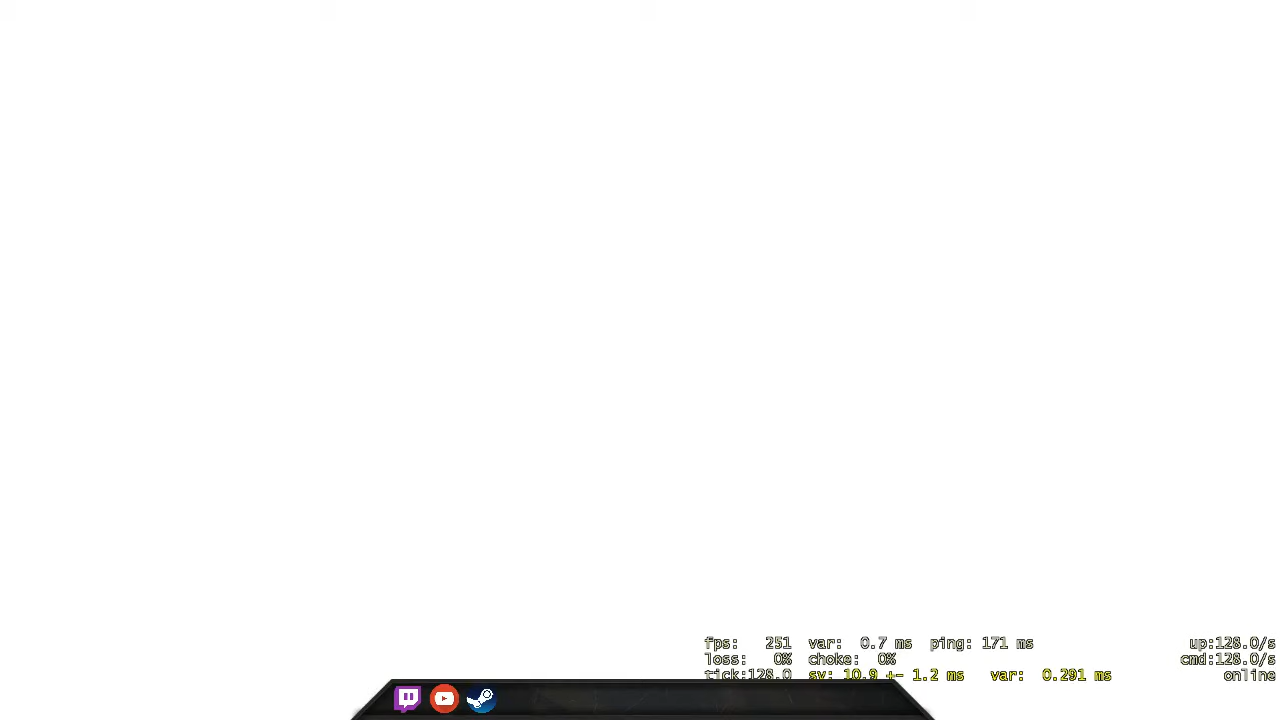 fps: 251 var: 0.7 ms ping: 171 ms up:128.0/s
loss: 0% choke: 0% cmd:128.0/s
tick:128.0 sv: 10.9 +- 1.2 ms var: 0.291 ms online